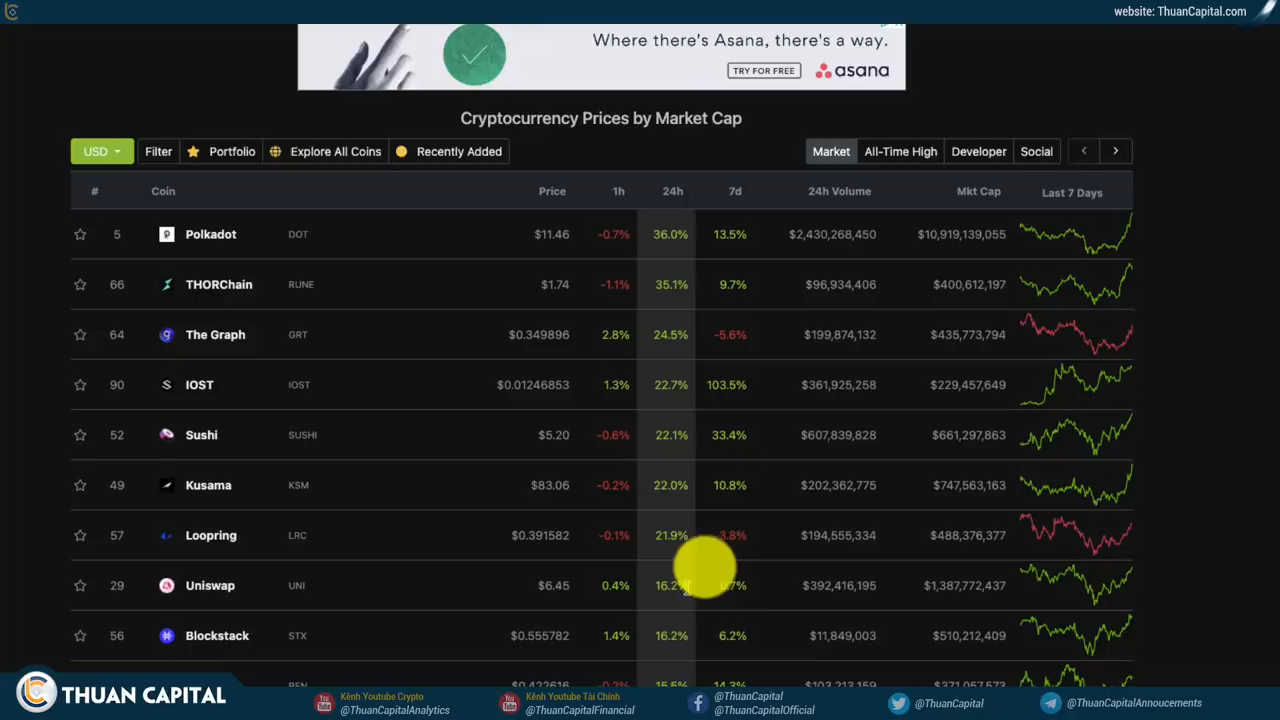 website: ThuanCapital.com
Where there's Asana, there's a way.
TRY FOR FREE asana
Cryptocurrency Prices by Market Cap
USD Filter Portfolio Explore All Coins Recently Added Market All-Time High Developer Social
# Coin Price 1h 24h 7d 24h Volume Mkt Cap Last 7 Days
5 Polkadot DOT $11.46 -0.7% 36.0% 13.5% $2,430,268,450 $10,919,139,055
66 THORChain RUNE $1.74 -1.1% 35.1% 9.7% $96,934,406 $400,612,197
64 The Graph GRT $0.349896 2.8% 24.5% -5.6% $199,874,132 $435,773,794
90 IOST IOST $0.01246853 1.3% 22.7% 103.5% $361,925,258 $229,457,649
52 Sushi SUSHI $5.20 -0.6% 22.1% 33.4% $607,839,828 $661,297,863
49 Kusama KSM $83.06 -0.2% 22.0% 10.8% $202,362,775 $747,563,163
57 Loopring LRC $0.391582 -0.1% 21.9% -3.8% $194,555,334 $488,376,377
29 Uniswap UNI $6.45 0.4% 16.2% $392,416,195 $1,387,772,437
56 Blockstack STX $0.555782 1.4% 16.2% 6.2% $11,849,003 $510,212,409
THUAN CAPITAL
Kênh Youtube Crypto
@ThuanCapitalAnalytics
Kênh Youtube Tài Chính
@ThuanCapitalFinancial
@ThuanCapital
@ThuanCapitalOfficial
@ThuanCapital
@ThuanCapitalAnnoucements